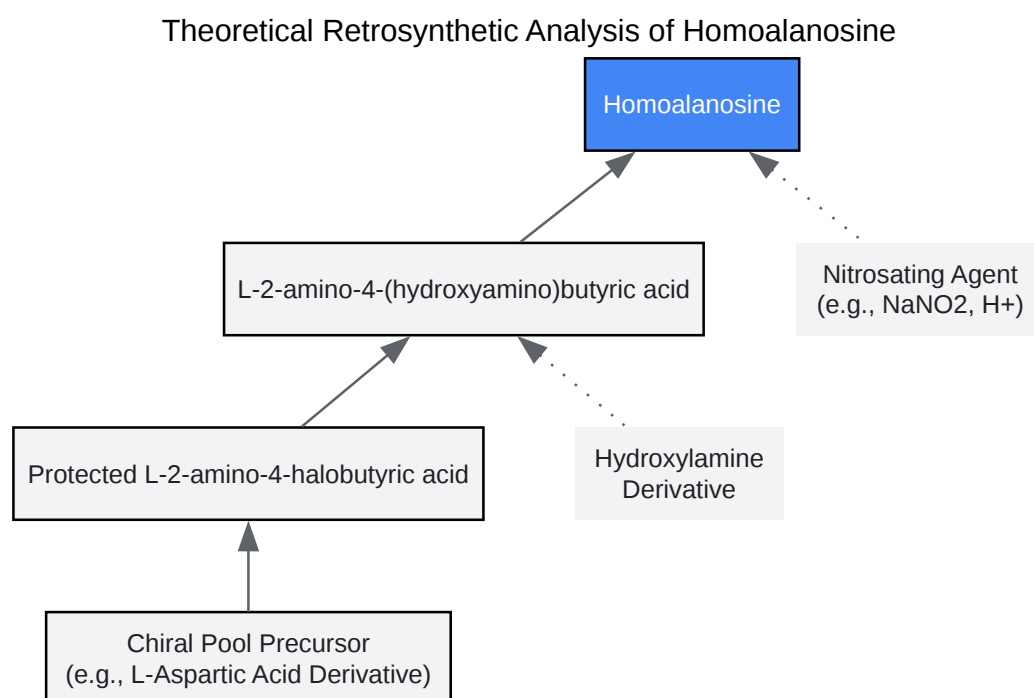 Theoretical Retrosynthetic Analysis of Homoalanosine
Homoalanosine
L-2-amino-4-(hydroxyamino)butyric acid
Nitrosating Agent
(e.g., NaNO2, H+)
Protected L-2-amino-4-halobutyric acid
Hydroxylamine
Derivative
Chiral Pool Precursor
(e.g., L-Aspartic Acid Derivative)